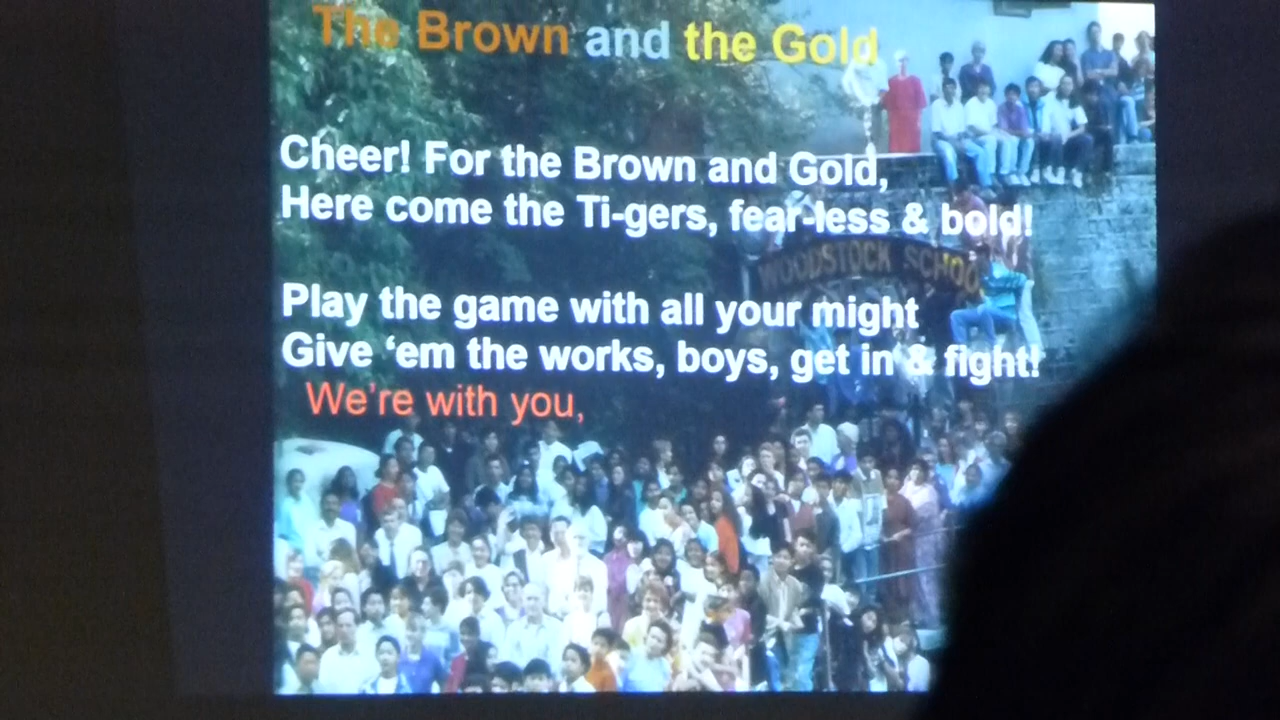 The Brown and the Gold
Cheer! For the Brown and Gold,
Here come the Ti-gers, fear-less & bold!
WOODSTOCK SCHOO
Play the game with all your might
Give ‘em the works, boys, get in & fight!
We’re with you,